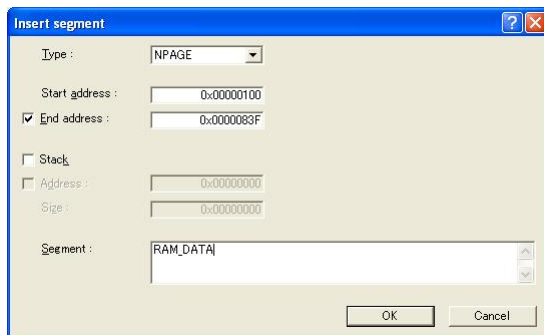 Insert segment
Type : NPAGE
Start address : 0x00000100
End address : 0x0000083F
Stack
Address : 0x00000000
Size : 0x00000000
Segment : RAM_DATA
OK Cancel